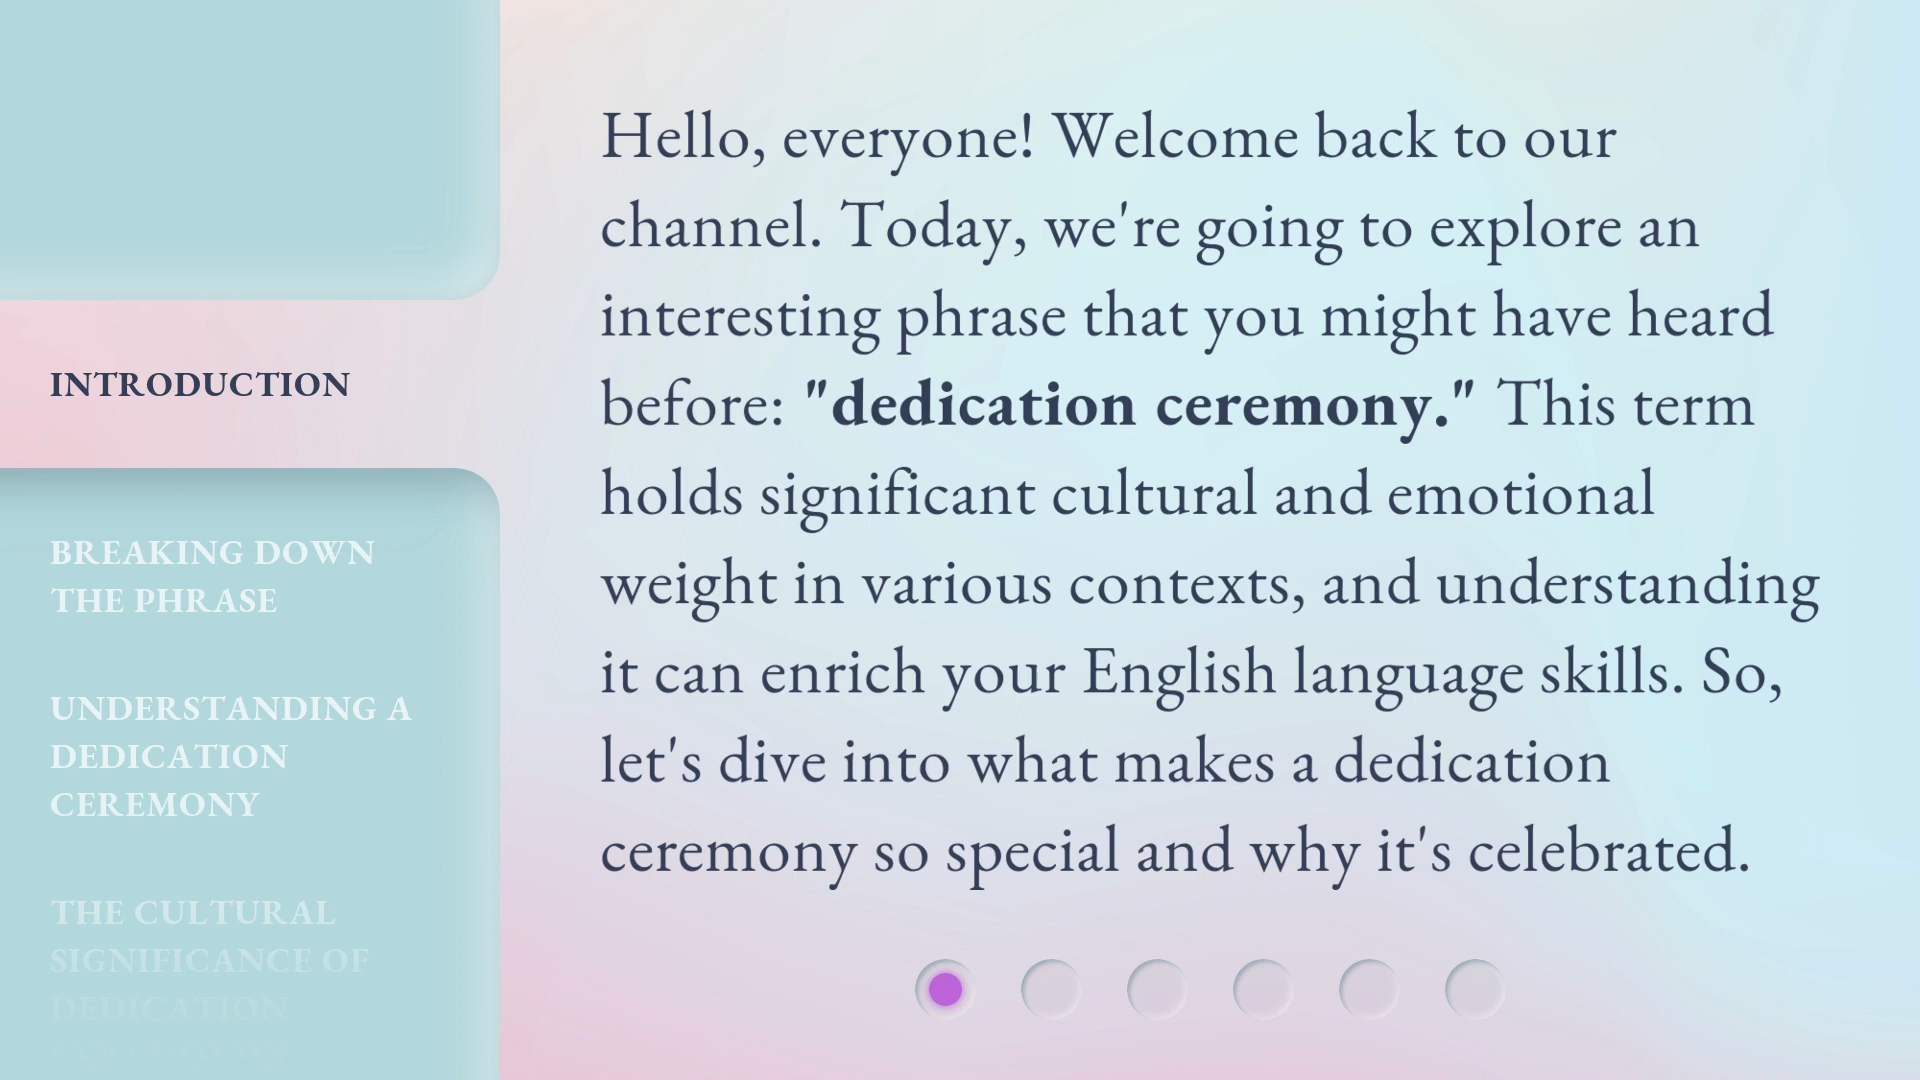 INTRODUCTION
BREAKING DOWN
THE PHRASE
UNDERSTANDING A
DEDICATION
CEREMONY
THE CULTURAL
SIGNIFICANCE OF
DEDICATION
Hello, everyone! Welcome back to our
channel. Today, we're going to explore an
interesting phrase that you might have heard
before: "dedication ceremony." This term
holds significant cultural and emotional
weight in various contexts, and understanding
it can enrich your English language skills. So,
let's dive into what makes a dedication
ceremony so special and why it's celebrated.